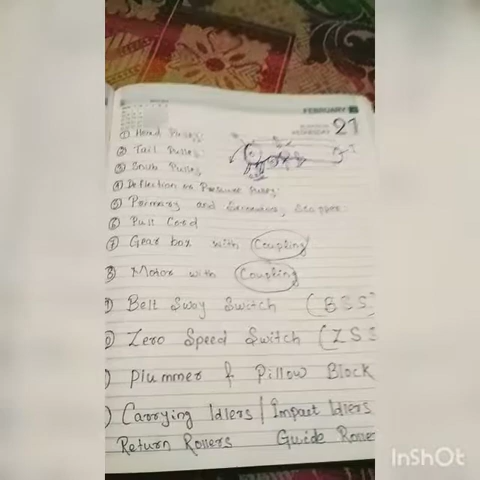 FEBRUARY
21
① Head Pulley
② Tail Pulley
③ Snub Pulley
④ Deflection or Pressure Pulley
⑤ Primary and Secondary Scrapper
⑥ Pull Cord
⑦ Gear box with Coupling
⑧ Motor with Coupling
Belt Sway Switch (BSS)
Zero Speed Switch (ZSS
Plummer & Pillow Block
Carrying Idlers / Impact Idlers
Return Rollers Guide Roller
InShOt